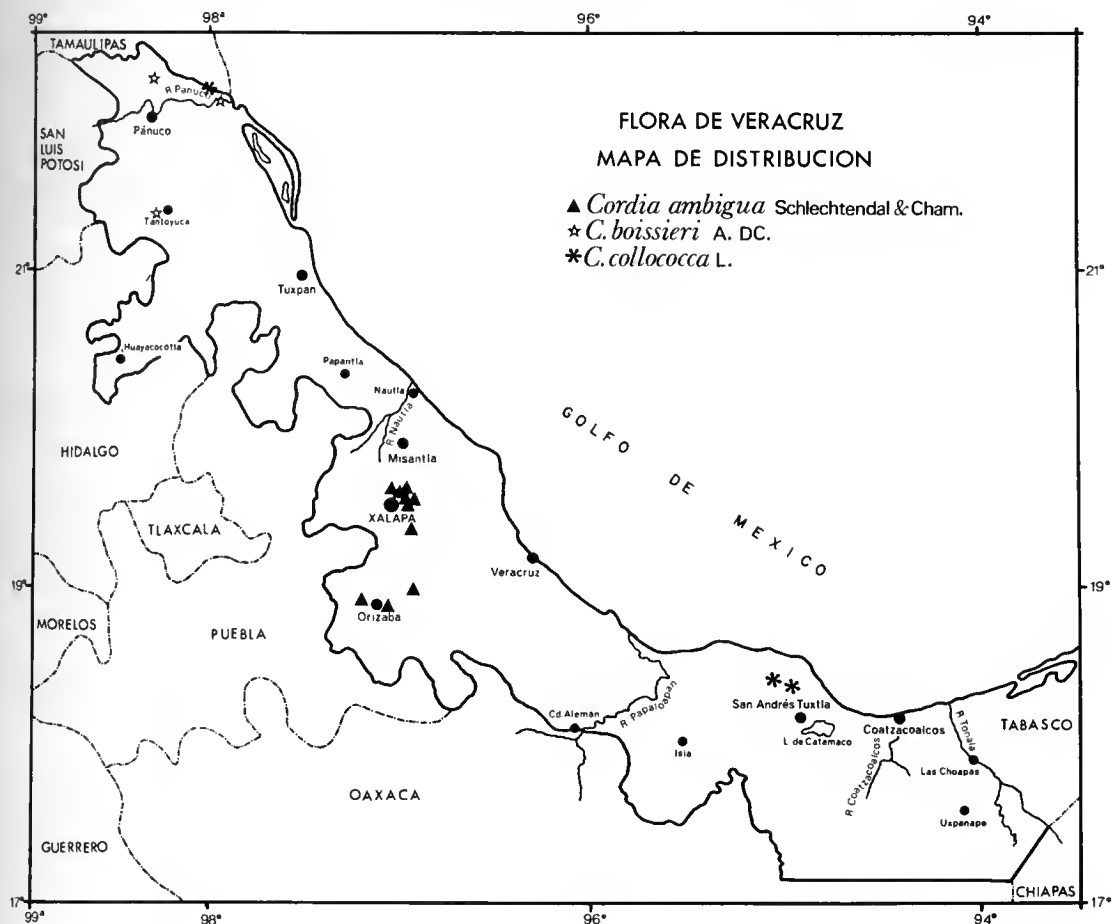 99°
98°
96°
94°
TAMAULIPAS
R Panuco
Pánuco
SAN
LUIS
POTOSI
Tantoyuca
FLORA DE VERACRUZ
MAPA DE DISTRIBUCION
▲ Cordia ambigua Schlechtendal & Cham.
☆ C. boissieri A. DC.
* C. collococca L.
21°
21°
Tuxpan
Huayacocotla
Papantla
Nautla
R Nautla
Misantla
GOLFO DE MEXICO
HIDALGO
TLAXCALA
XALAPA
Veracruz
19°
19°
MORELOS
PUEBLA
Orizaba
Cd. Alemán
R Papaloapan
San Andrés Tuxtla
L de Catamaco
Isla
Coatzacoalcos
R Coatzacoalcos
R Tonala
TABASCO
Las Choapas
Uxpanapa
OAXACA
GUERRERO
CHIAPAS
17°
17°
99°
98°
96°
94°